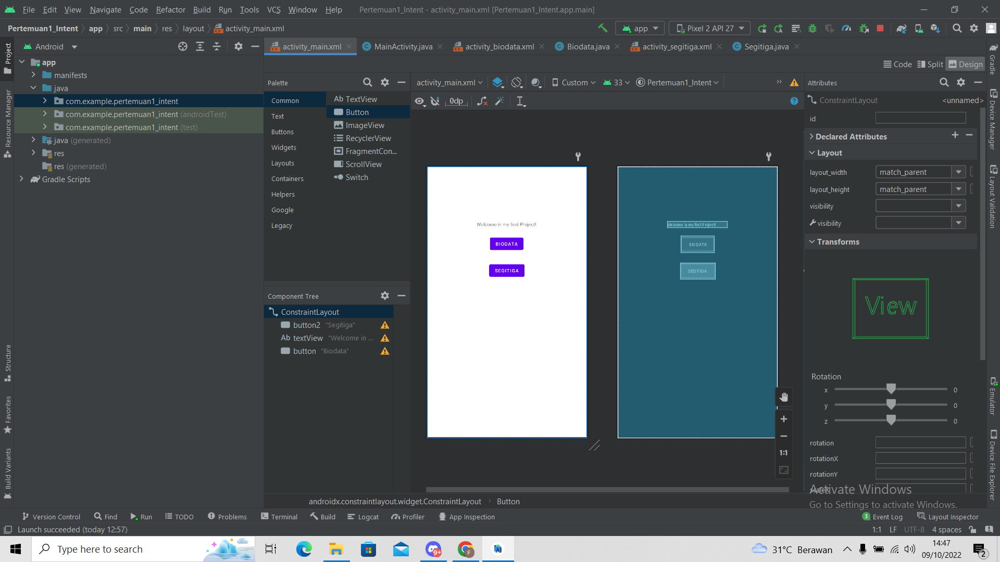 File Edit View Navigate Code Refactor Build Run Tools VCS Window Help Pertemuan1_Intent - activity_main.xml [Pertemuan1_Intent.app.main]
Pertemuan1_Intent app src main res layout activity_main.xml app Pixel 2 API 27
Project
Resource Manager
Structure
Favorites
Build Variants
Android
app
manifests
java
com.example.pertemuan1_intent
com.example.pertemuan1_intent (androidTest)
com.example.pertemuan1_intent (test)
java (generated)
res
res (generated)
Gradle Scripts
activity_main.xml MainActivity.java activity_biodata.xml Biodata.java activity_segitiga.xml Segitiga.java
Code Split Design
Palette
Common
Text
Buttons
Widgets
Layouts
Containers
Helpers
Google
Legacy
Ab TextView
Button
ImageView
RecyclerView
FragmentCon...
ScrollView
Switch
Component Tree
ConstraintLayout
button2 "Segitiga"
Ab textView "Welcome in ...
button "Biodata"
activity_main.xml Custom 33 Pertemuan1_Intent
0dp
Welcome in my first Project!
BIODATA
SEGITIGA
Welcome in my first Project!
BIODATA
SEGITIGA
1:1
Attributes
ConstraintLayout <unnamed>
id
Declared Attributes
Layout
layout_width match_parent
layout_height match_parent
visibility
visibility
Transforms
View
Rotation
x 0
y 0
z 0
rotation
rotationX
rotationY
scaleX
Activate Windows
Go to Settings to activate Windows.
Gradle
Device Manager
Layout Validation
Emulator
Device File Explorer
androidx.constraintlayout.widget.ConstraintLayout Button
Version Control Find Run TODO Problems Terminal Build Logcat Profiler App Inspection 3 Event Log Layout Inspector
Launch succeeded (today 12:57) 1:1 LF UTF-8 4 spaces
Type here to search 9+ F 31°C Berawan 14:47
09/10/2022 2